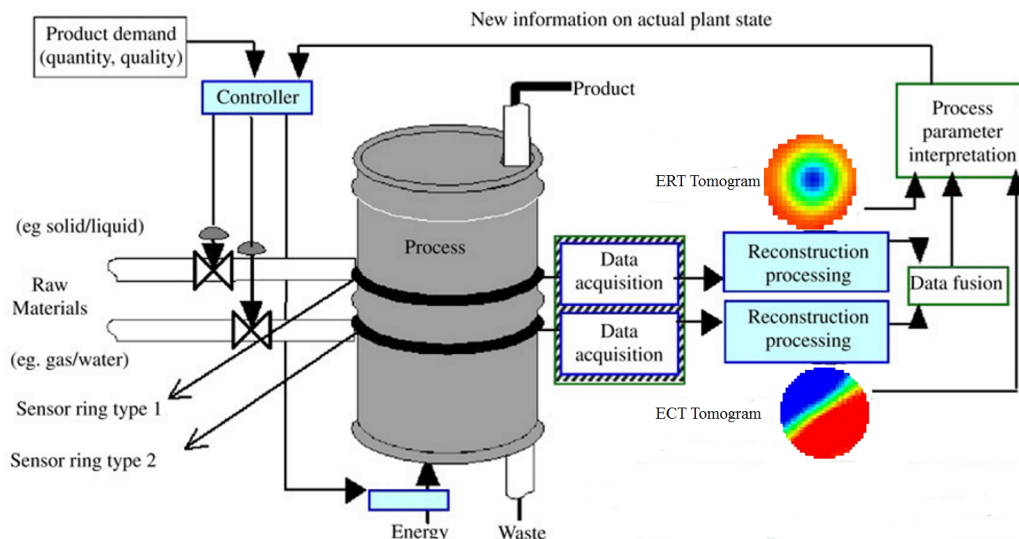 New information on actual plant state
Product demand
(quantity, quality)
Controller
Product
Process
parameter
interpretation
ERT Tomogram
(eg solid/liquid)
Process
Data
acquisition
Reconstruction
processing
Raw
Materials
Data fusion
Data
acquisition
Reconstruction
processing
(eg. gas/water)
Sensor ring type 1
ECT Tomogram
Sensor ring type 2
Energy
Waste